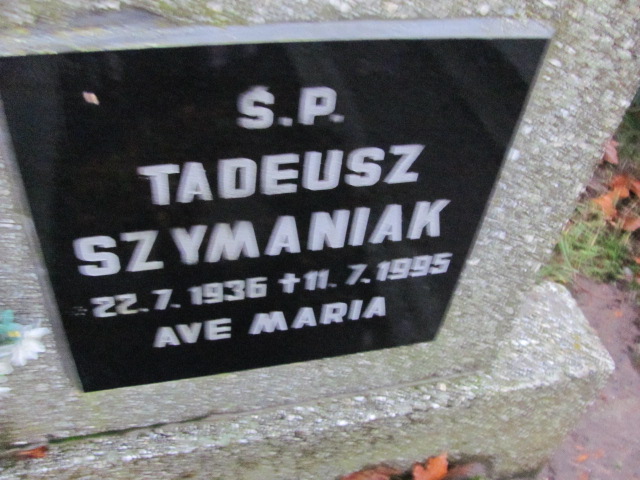 Ś.P.
TADEUSZ
SZYMANIAK
* 22.7.1936 + 11.7.1995
AVE MARIA